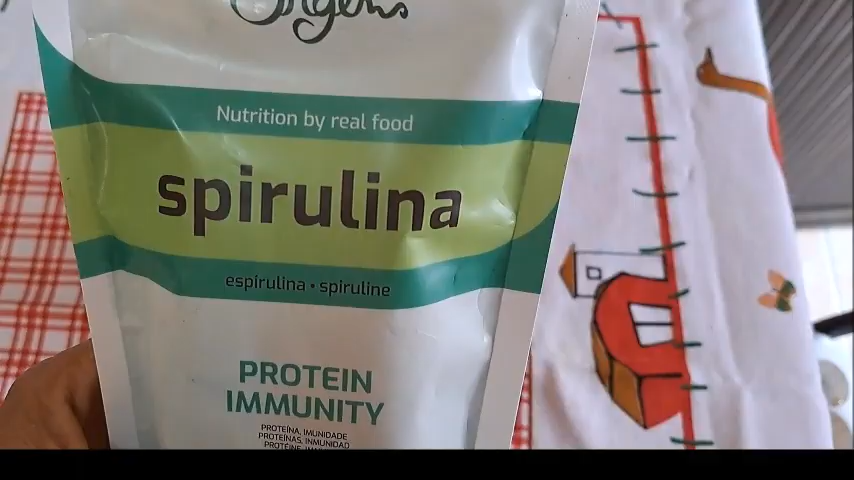 Nutrition by real food
spirulina
espirulina • spiruline
PROTEIN
IMMUNITY
PROTEÍNA, IMUNIDADE
PROTEÍNAS, INMUNIDAD